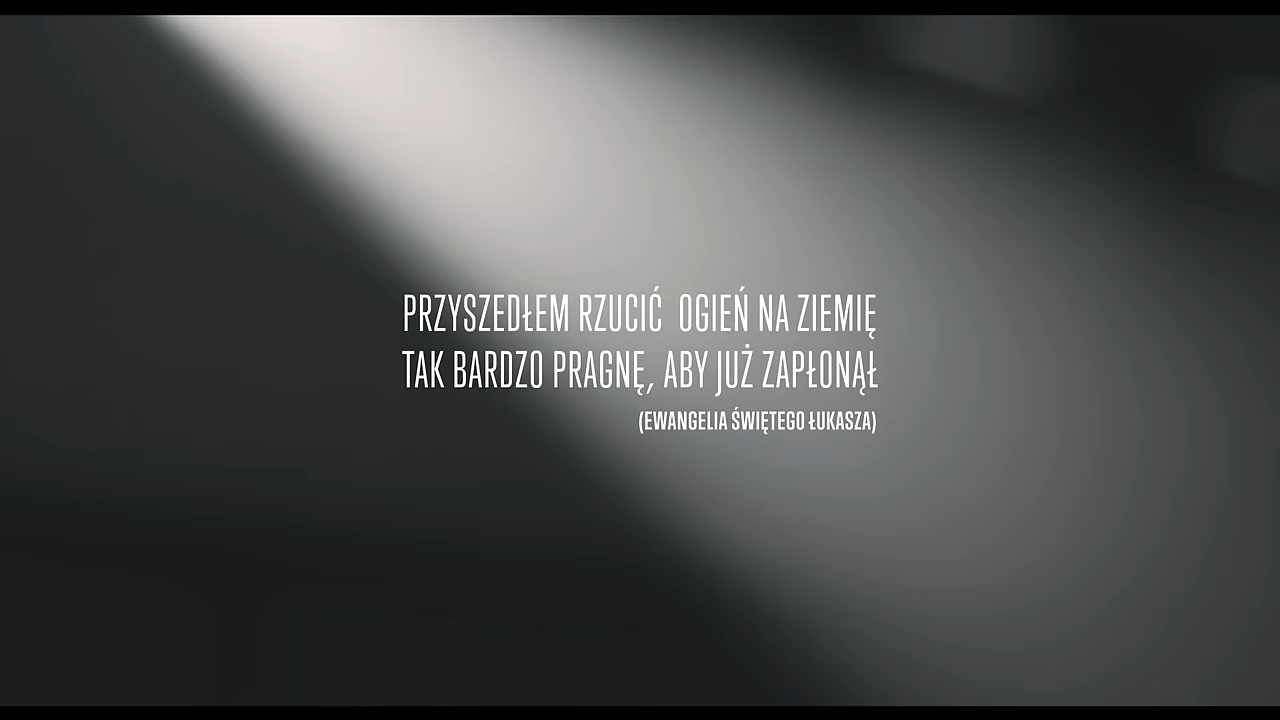 PRZYSZEDŁEM RZUCIĆ  OGIEŃ NA ZIEMIĘ
TAK BARDZO PRAGNĘ, ABY JUŻ ZAPŁONĄŁ
(EWANGELIA ŚWIĘTEGO ŁUKASZA)